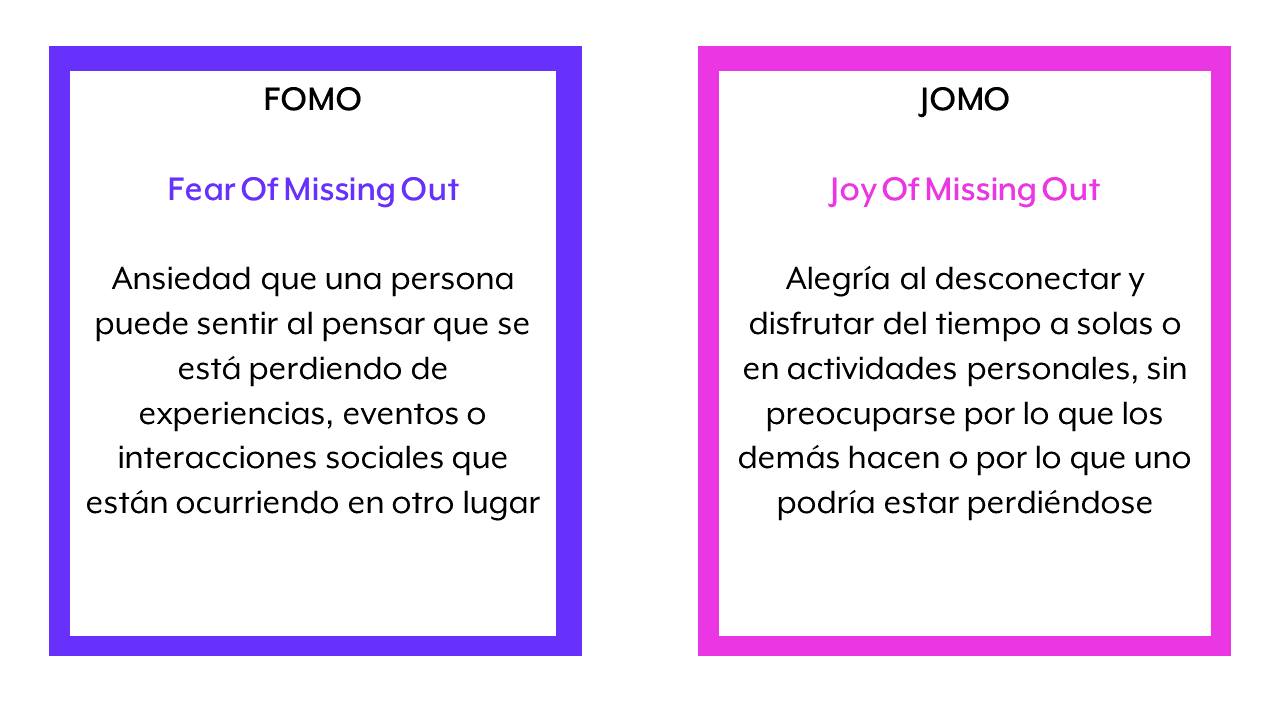 FOMO
Fear Of Missing Out
Ansiedad que una persona
puede sentir al pensar que se
está perdiendo de
experiencias, eventos o
interacciones sociales que
están ocurriendo en otro lugar
JOMO
Joy Of Missing Out
Alegría al desconectar y
disfrutar del tiempo a solas o
en actividades personales, sin
preocuparse por lo que los
demás hacen o por lo que uno
podría estar perdiéndose